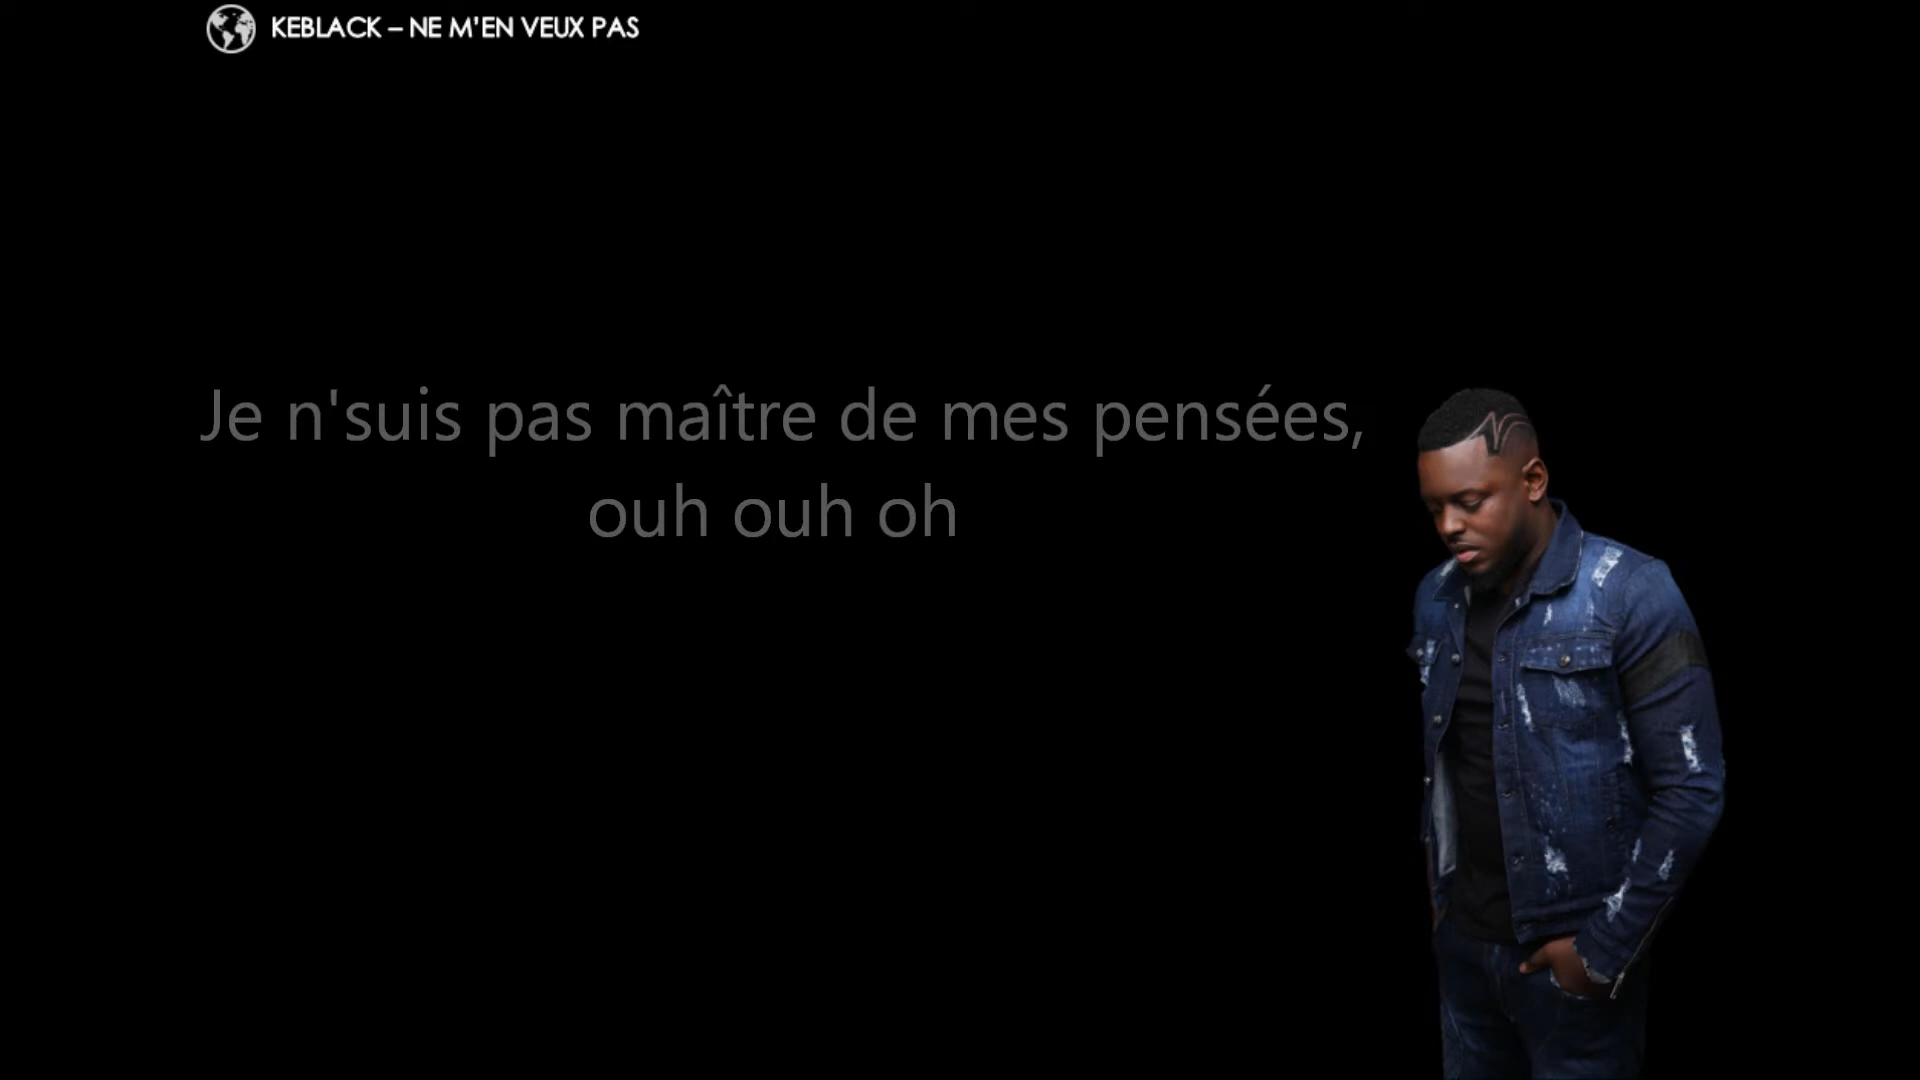 KEBLACK – NE M'EN VEUX PAS
Je n'suis pas maître de mes pensées,
ouh ouh oh